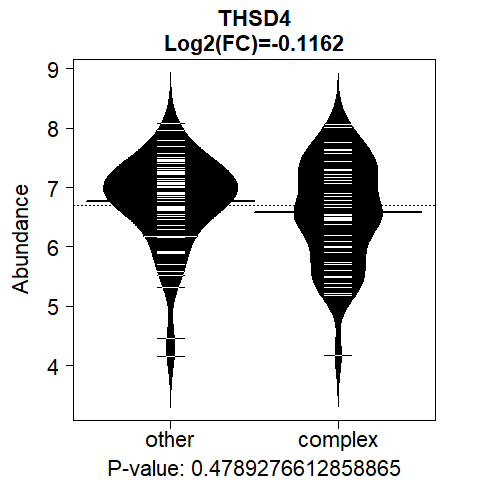 THSD4
Log2(FC)=-0.1162
9
8
7
6
5
4
Abundance
other complex
P-value: 0.4789276612858865